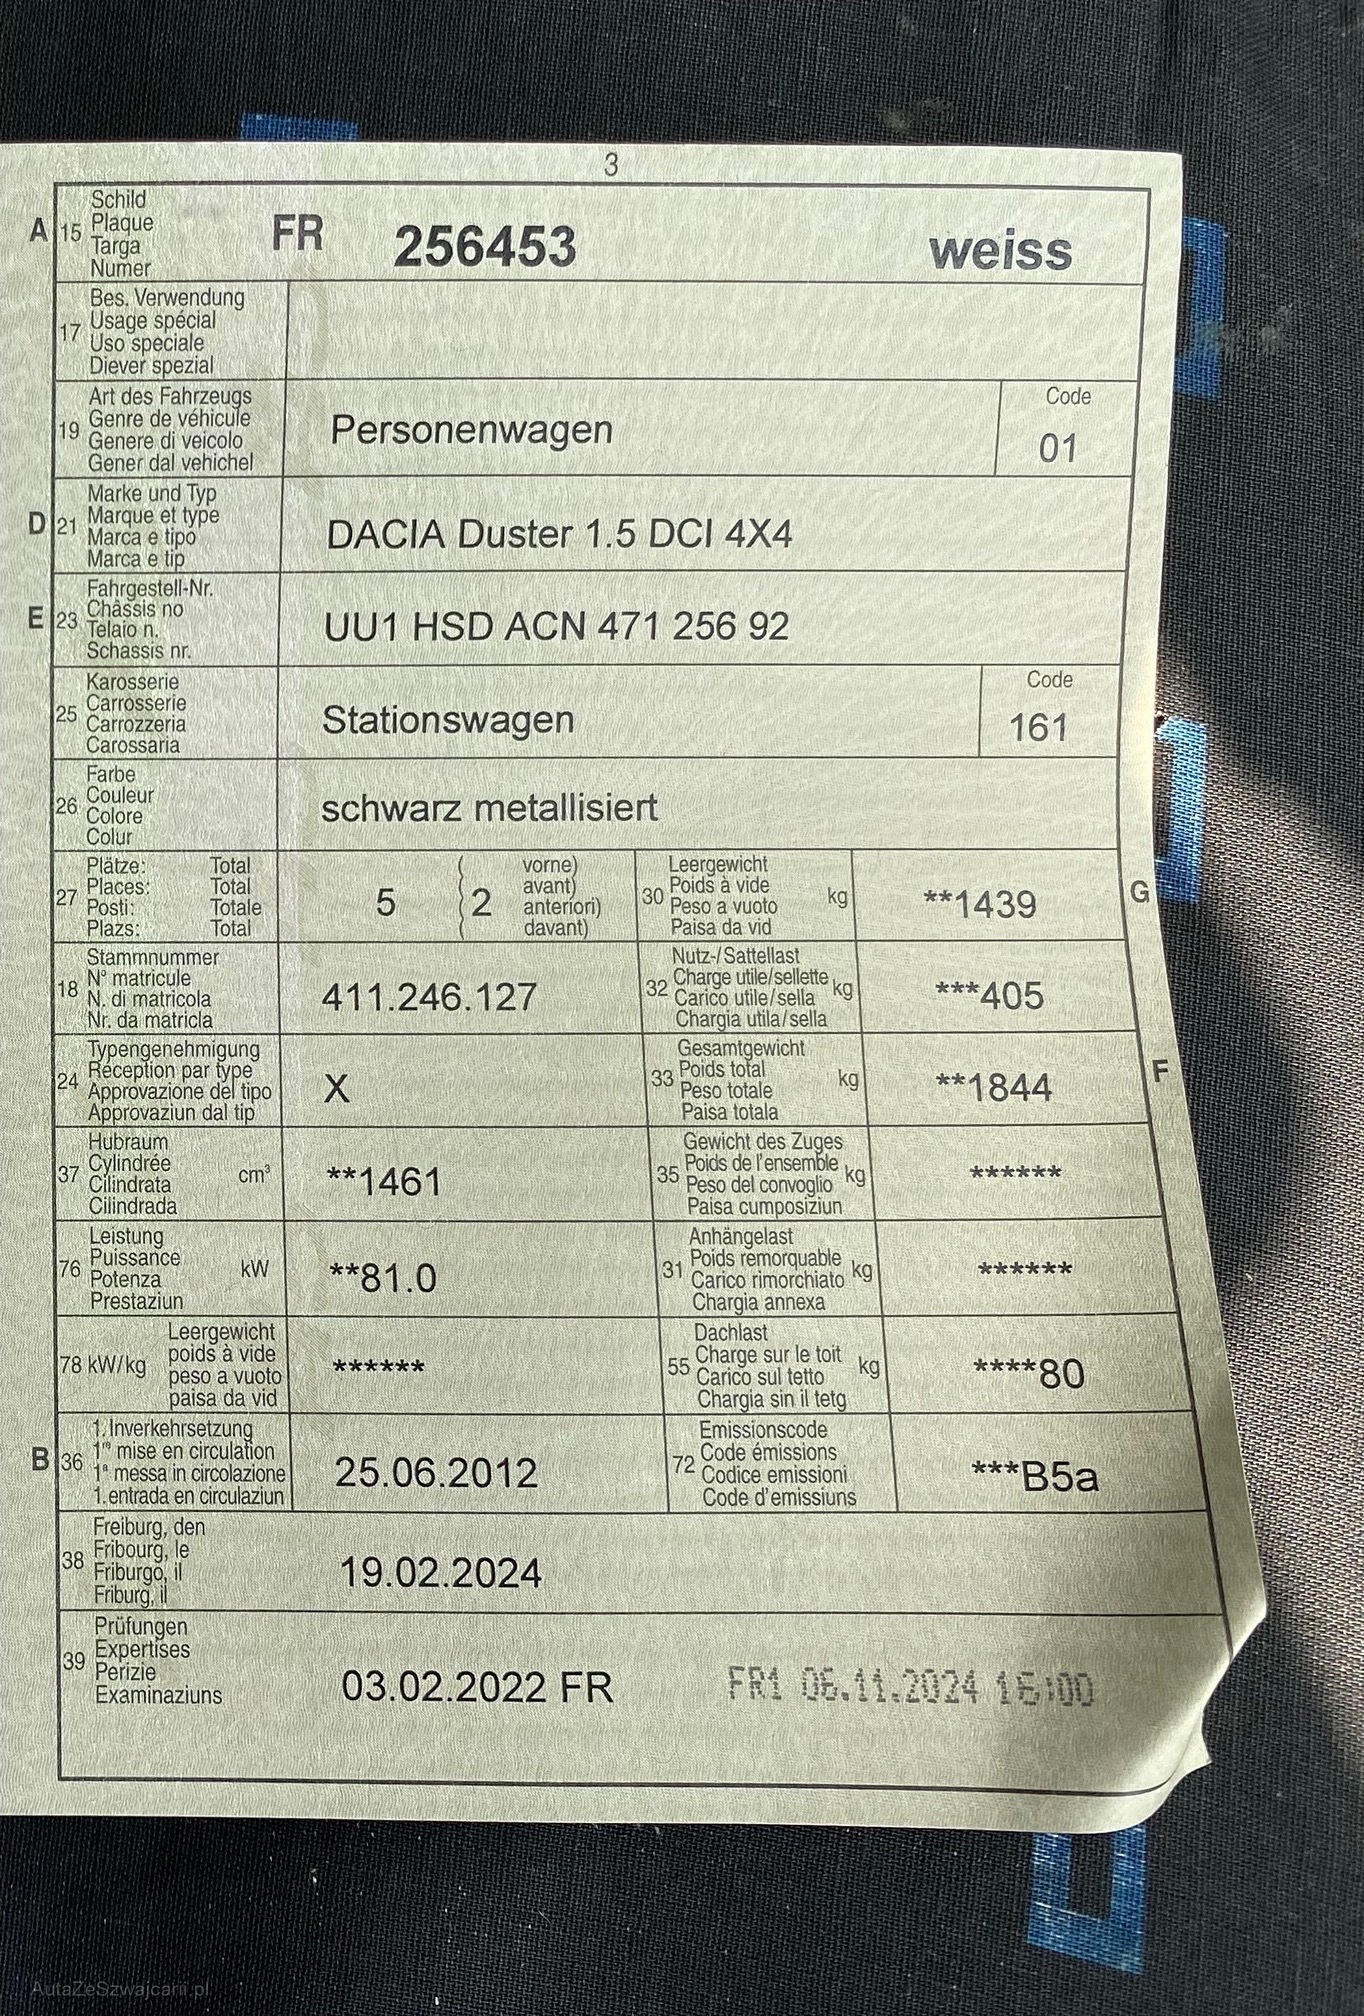 3
A 15 Schild
Plaque
Targa
Numer
FR 256453 weiss
17 Bes. Verwendung
Usage spécial
Uso speciale
Diever spezial
19 Art des Fahrzeugs
Genre de véhicule
Genere di veicolo
Gener dal vehichel
Personenwagen
Code
01
D 21 Marke und Typ
Marque et type
Marca e tipo
Marca e tip
DACIA Duster 1.5 DCI 4X4
E 23 Fahrgestell-Nr.
Châssis no
Telaio n.
Schassis nr.
UU1 HSD ACN 471 256 92
25 Karosserie
Carrosserie
Carrozzeria
Carossaria
Stationswagen
Code
161
26 Farbe
Couleur
Colore
Colur
schwarz metallisiert
27 Plätze: Total
Places: Total
Posti: Totale
Plazs: Total
5 ( 2 vorne)
avant)
anteriori)
davant)
30 Leergewicht
Poids à vide
Peso a vuoto
Paisa da vid
kg
**1439
G
18 Stammnummer
N° matricule
N. di matricola
Nr. da matricla
411.246.127
32 Nutz-/Sattellast
Charge utile/sellette
Carico utile/sella
Chargia utila/sella
kg
***405
24 Typengenehmigung
Réception par type
Approvazione del tipo
Approvaziun dal tip
X
33 Gesamtgewicht
Poids total
Peso totale
Paisa totala
kg
**1844
F
37 Hubraum
Cylindrée
Cilindrata
Cilindrada
cm³
**1461
35 Gewicht des Zuges
Poids de l'ensemble
Peso del convoglio
Paisa cumposiziun
kg
******
76 Leistung
Puissance
Potenza
Prestaziun
kW
**81.0
31 Anhängelast
Poids remorquable
Carico rimorchiato
Chargia annexa
kg
******
78 kW/kg Leergewicht
poids à vide
peso a vuoto
paisa da vid
******
55 Dachlast
Charge sur le toit
Carico sul tetto
Chargia sin il tetg
kg
****80
B 36 1. Inverkehrsetzung
1re mise en circulation
1a messa in circolazione
1. entrada en circulaziun
25.06.2012
72 Emissionscode
Code émissions
Codice emissioni
Code d'emissiuns
***B5a
38 Freiburg, den
Fribourg, le
Friburgo, il
Friburg, il
19.02.2024
39 Prüfungen
Expertises
Perizie
Examinaziuns
03.02.2022 FR
FR1 06.11.2024 16:00
AutaZeSzwajcarii.pl